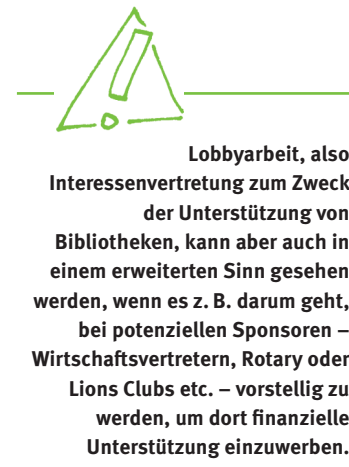 Lobbyarbeit, also
Interessenvertretung zum Zweck
der Unterstützung von
Bibliotheken, kann aber auch in
einem erweiterten Sinn gesehen
werden, wenn es z. B. darum geht,
bei potenziellen Sponsoren –
Wirtschaftsvertretern, Rotary oder
Lions Clubs etc. – vorstellig zu
werden, um dort finanzielle
Unterstützung einzuwerben.